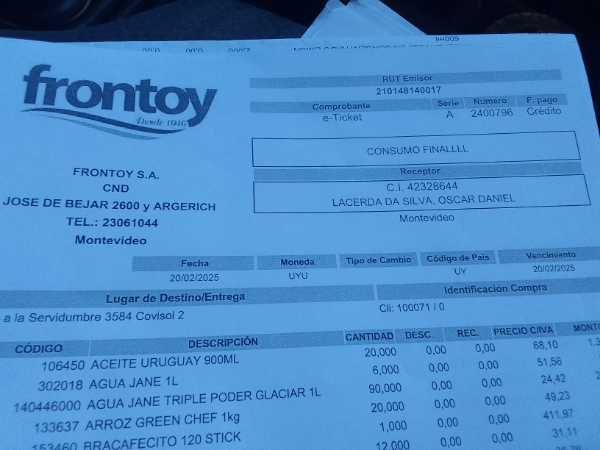 frontoy
Desde 1946
RUT Emisor
210148140017
Comprobante Serie Número F. pago
e-Ticket A 2400796 Crédito
CONSUMO FINALLLL
Receptor
C.I. 42328644
LACERDA DA SILVA, OSCAR DANIEL
Montevideo
FRONTOY S.A.
CND
JOSE DE BEJAR 2600 y ARGERICH
TEL.: 23061044
Montevideo
Fecha Moneda Tipo de Cambio Código de País Vencimiento
20/02/2025 UYU UY 20/02/2025
Lugar de Destino/Entrega Identificación Compra
a la Servidumbre 3584 Covisol 2 Cli: 100071 / 0
CÓDIGO DESCRIPCIÓN CANTIDAD DESC. REC. PRECIO C/IVA MONT
106450 ACEITE URUGUAY 900ML 20,000 0,00 0,00 68,10
302018 AGUA JANE 1L 6,000 0,00 0,00 51,56
140446000 AGUA JANE TRIPLE PODER GLACIAR 1L 90,000 0,00 0,00 24,42
133637 ARROZ GREEN CHEF 1kg 20,000 0,00 0,00 49,23
153460 BRACAFECITO 120 STICK 1,000 0,00 0,00 411,97
12,000 0,00 0,00 31,11